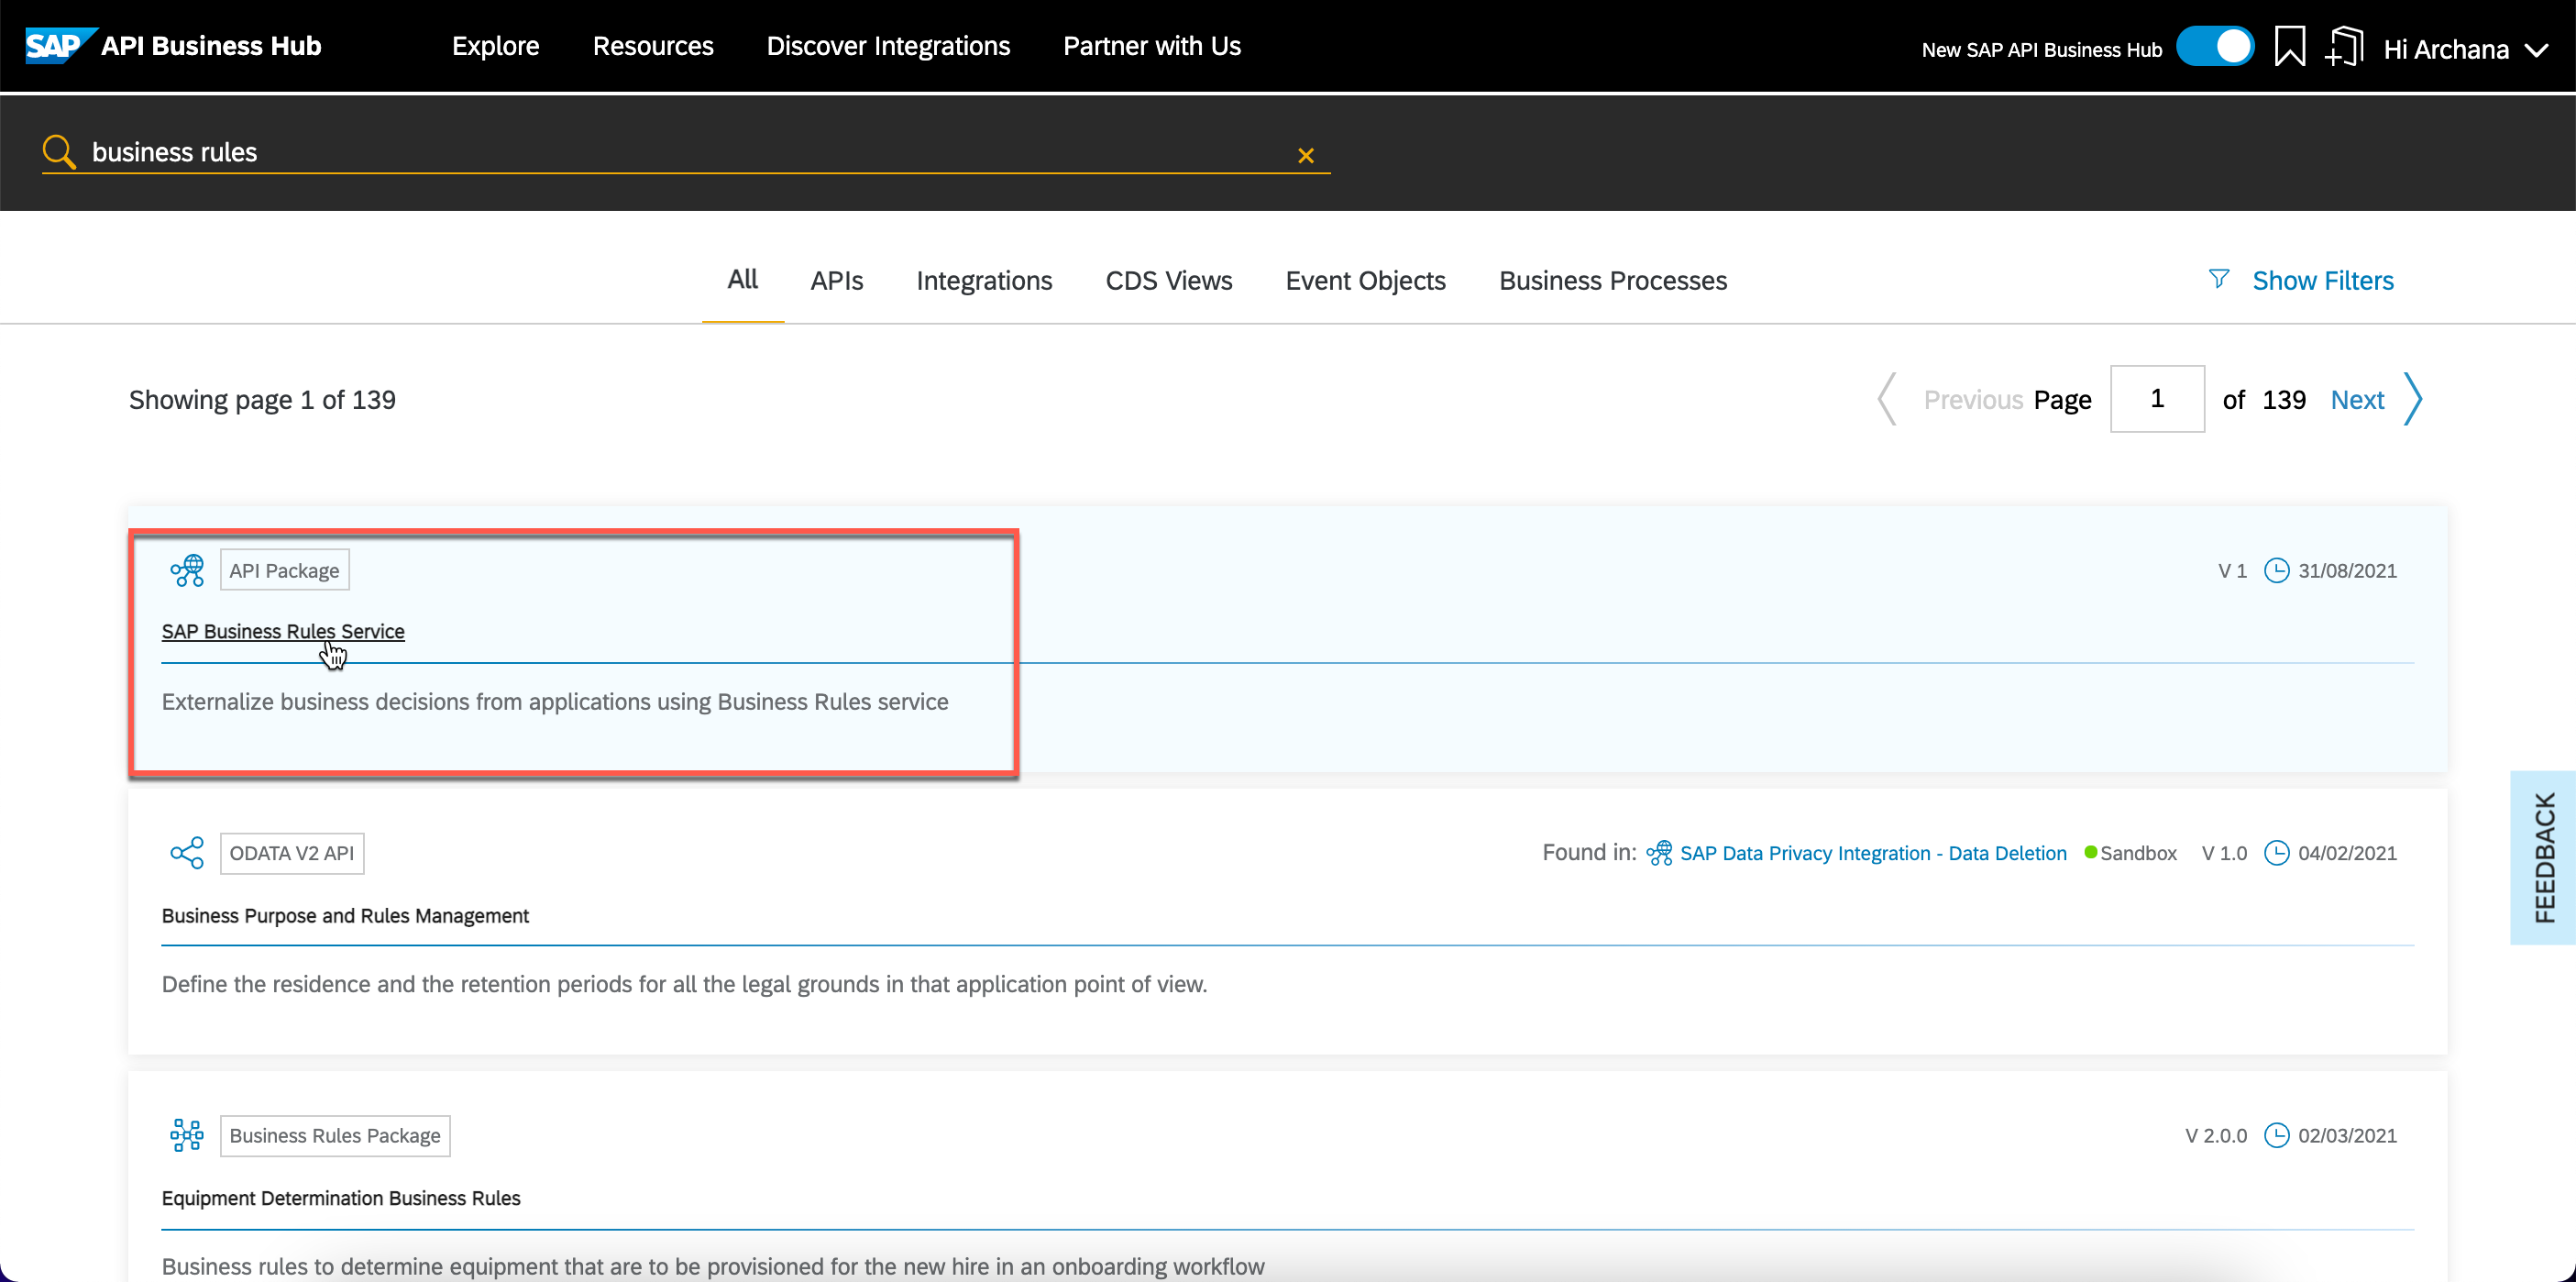 SAP API Business Hub Explore Resources Discover Integrations Partner with Us New SAP API Business Hub Hi Archana
business rules
All APIs Integrations CDS Views Event Objects Business Processes Show Filters
Showing page 1 of 139 Previous Page 1 of 139 Next
API Package V 1 31/08/2021
SAP Business Rules Service
Externalize business decisions from applications using Business Rules service
ODATA V2 API Found in: SAP Data Privacy Integration - Data Deletion Sandbox V 1.0 04/02/2021
FEEDBACK
Business Purpose and Rules Management
Define the residence and the retention periods for all the legal grounds in that application point of view.
Business Rules Package V 2.0.0 02/03/2021
Equipment Determination Business Rules
Business rules to determine equipment that are to be provisioned for the new hire in an onboarding workflow